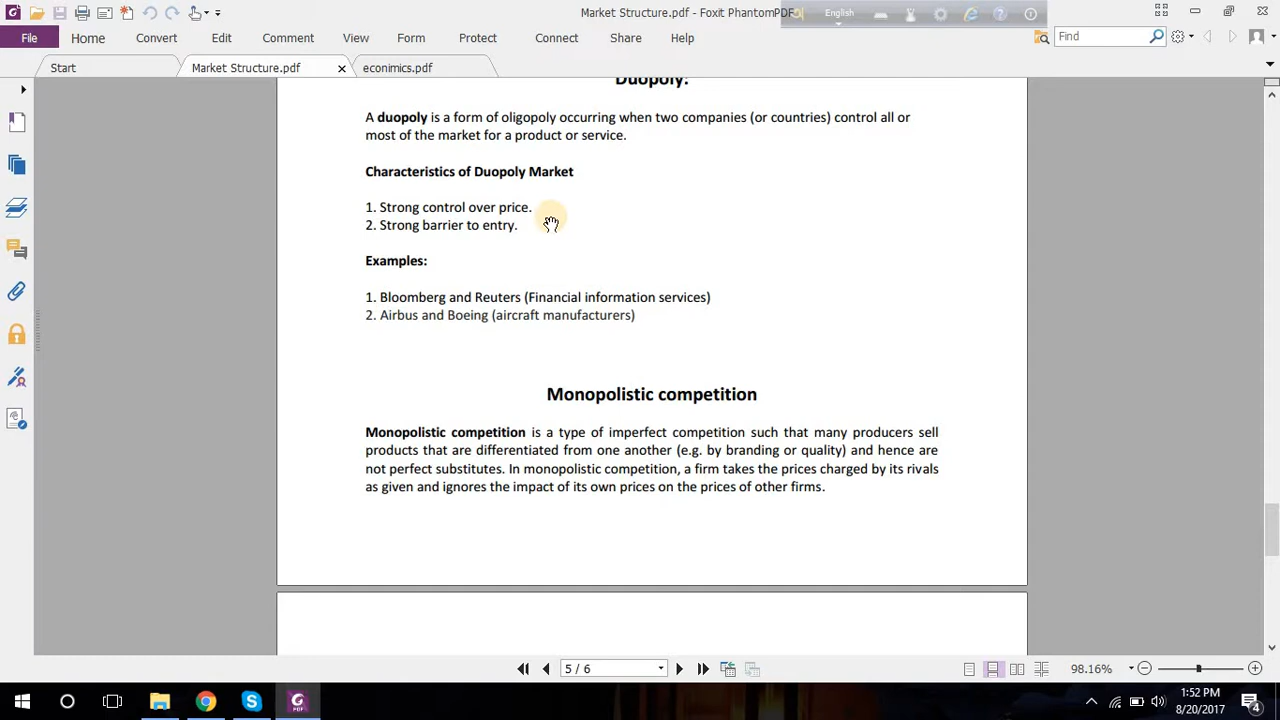 Market Structure.pdf - Foxit PhantomPDF
English
File Home Convert Edit Comment View Form Protect Connect Share Help
Find
Start Market Structure.pdf econimics.pdf
Duopoly:
A duopoly is a form of oligopoly occurring when two companies (or countries) control all or
most of the market for a product or service.
Characteristics of Duopoly Market
1. Strong control over price.
2. Strong barrier to entry.
Examples:
1. Bloomberg and Reuters (Financial information services)
2. Airbus and Boeing (aircraft manufacturers)
Monopolistic competition
Monopolistic competition is a type of imperfect competition such that many producers sell
products that are differentiated from one another (e.g. by branding or quality) and hence are
not perfect substitutes. In monopolistic competition, a firm takes the prices charged by its rivals
as given and ignores the impact of its own prices on the prices of other firms.
5 / 6
98.16%
1:52 PM
8/20/2017
4